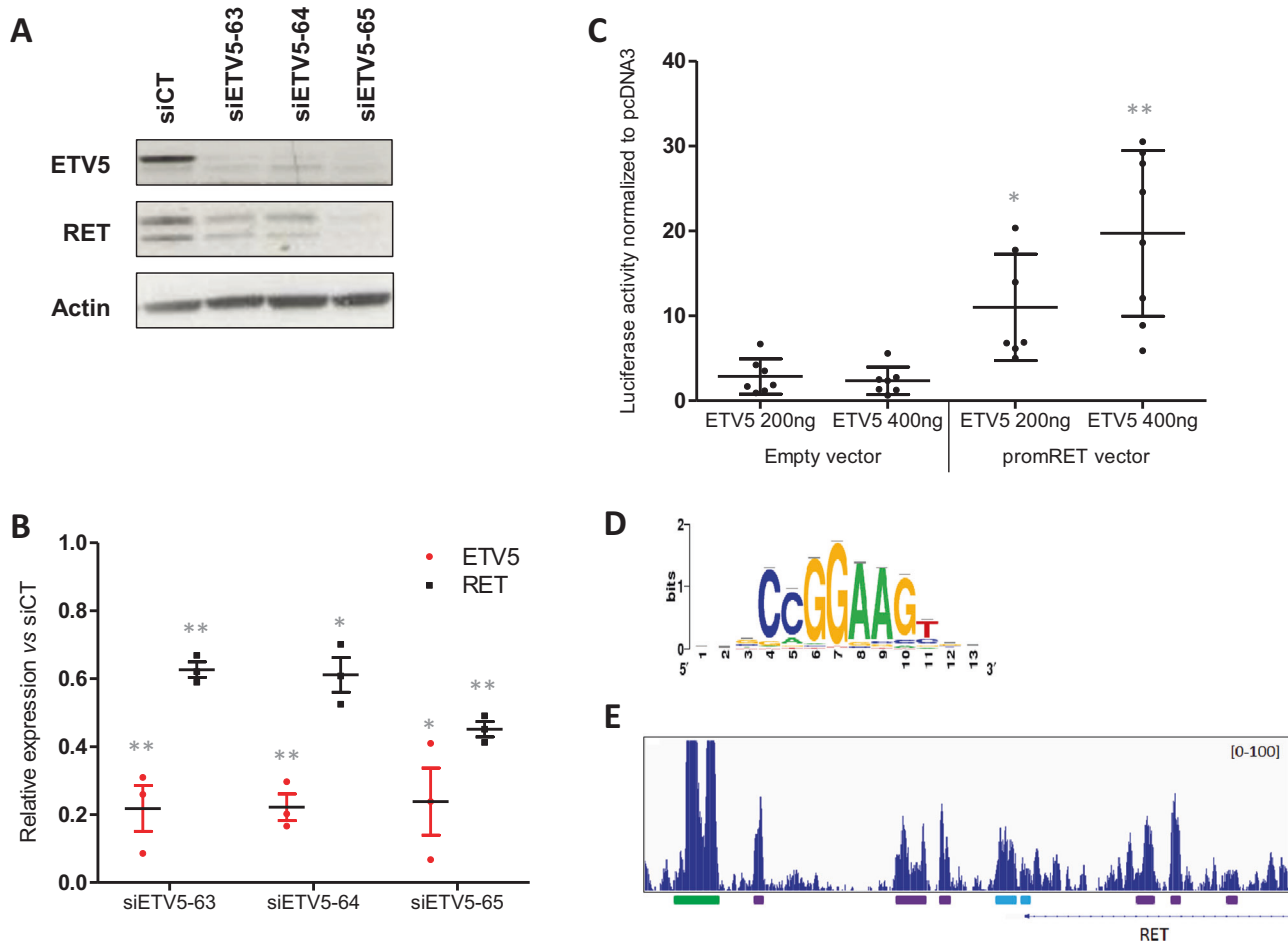 A
siCT
siETV5-63
siETV5-64
siETV5-65
ETV5
RET
Actin
B
Relative expression vs siCT
1.0
0.8
0.6
0.4
0.2
0.0
ETV5
RET
** ** ** * * **
siETV5-63 siETV5-64 siETV5-65
C
Luciferase activity normalized to pcDNA3
40
30
20
10
0
* **
ETV5 200ng ETV5 400ng ETV5 200ng ETV5 400ng
Empty vector promRET vector
D
bits
2
1
0
CCGGAAGT
5' 1 2 3 4 5 6 7 8 9 10 11 12 13 3'
E
[0-100]
RET